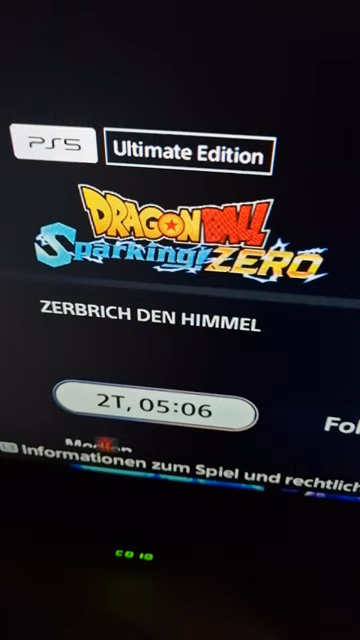 PS5
Ultimate Edition
DRAGON BALL
Sparking! ZERO
ZERBRICH DEN HIMMEL
2T, 05:06
Informationen zum Spiel und rechtlich